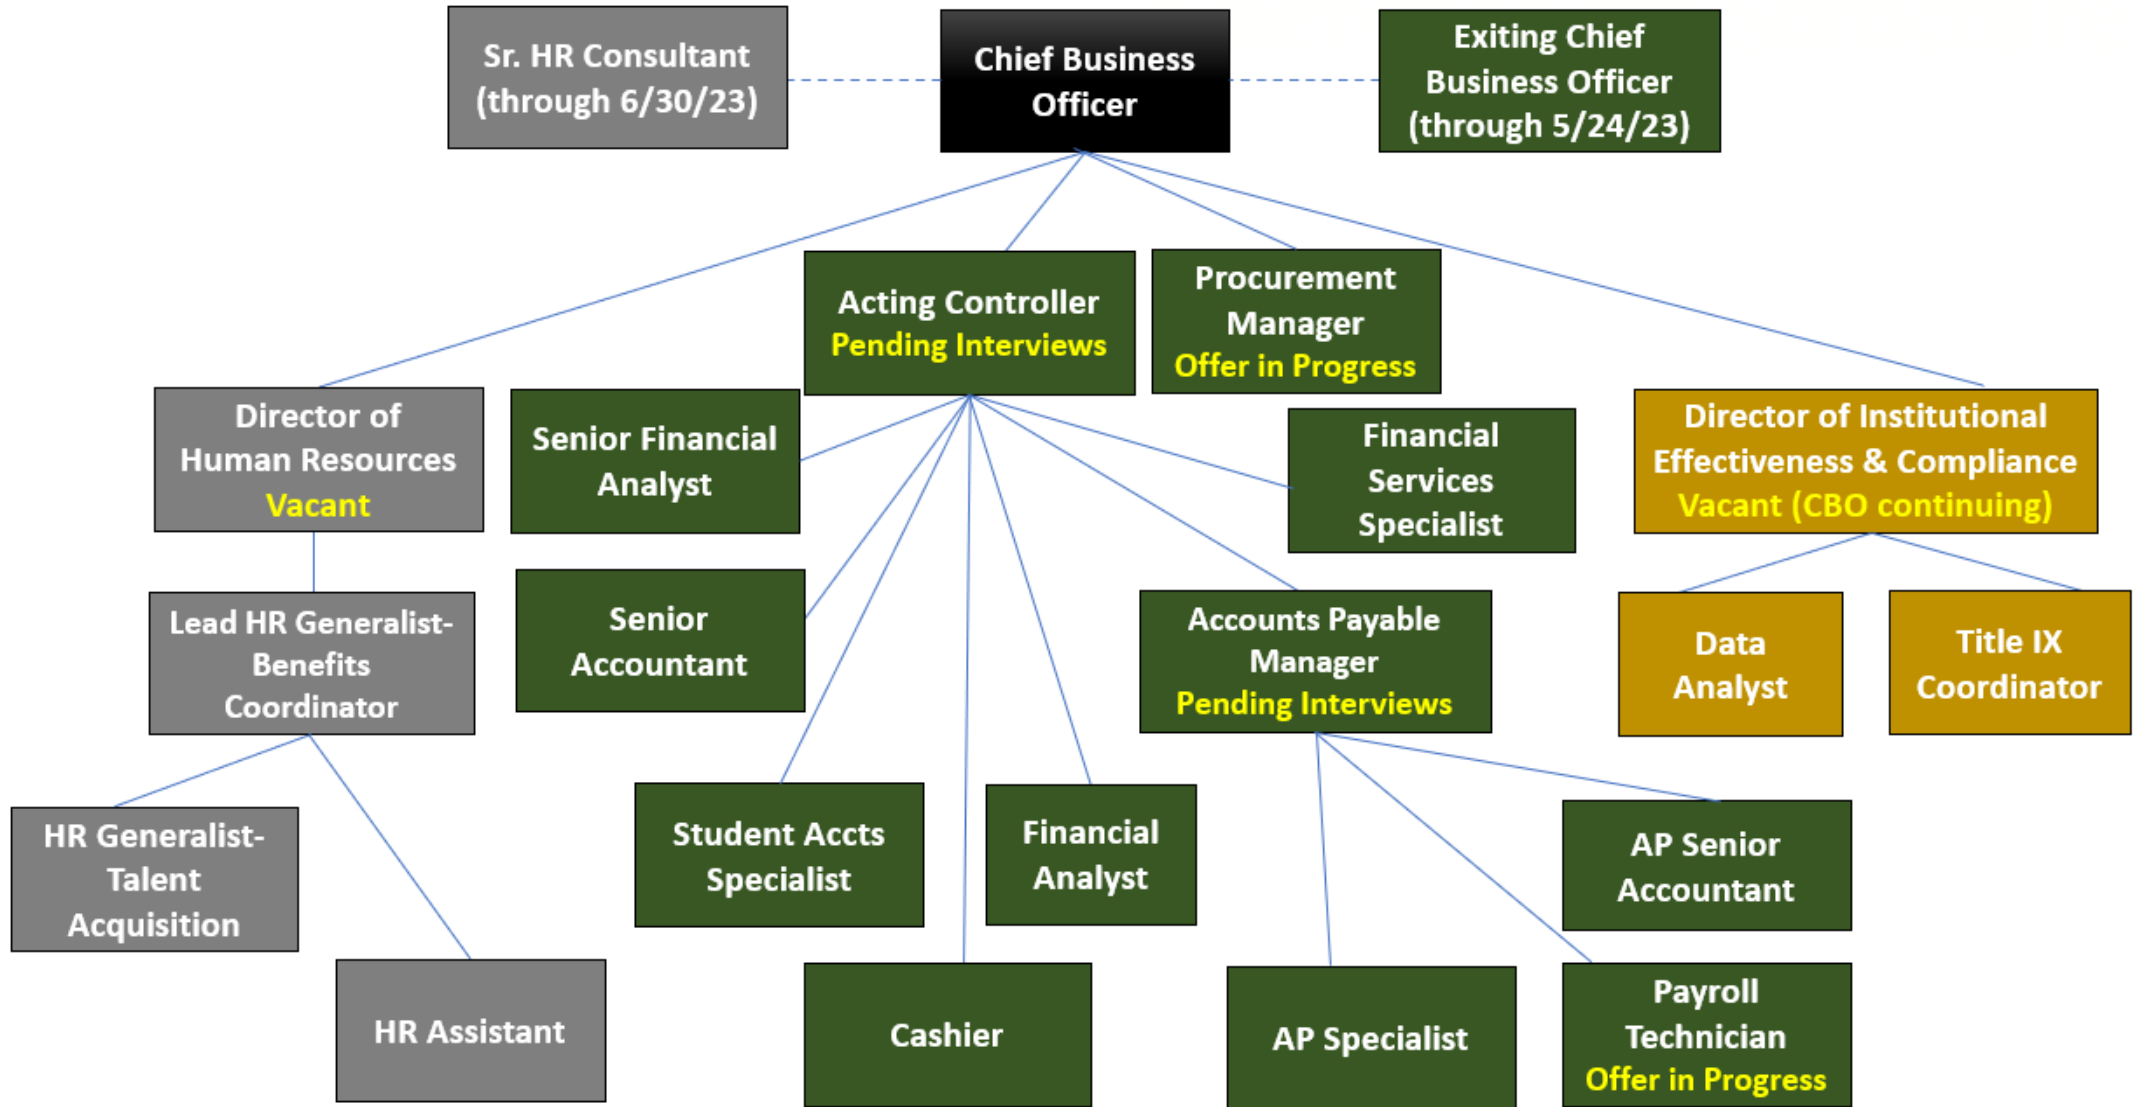 Sr. HR Consultant
(through 6/30/23)
Chief Business
Officer
Exiting Chief
Business Officer
(through 5/24/23)
Acting Controller
Pending Interviews
Procurement
Manager
Offer in Progress
Director of
Human Resources
Vacant
Senior Financial
Analyst
Financial
Services
Specialist
Director of Institutional
Effectiveness & Compliance
Vacant (CBO continuing)
Lead HR Generalist-
Benefits
Coordinator
Senior
Accountant
Accounts Payable
Manager
Pending Interviews
Data
Analyst
Title IX
Coordinator
HR Generalist-
Talent
Acquisition
Student Accts
Specialist
Financial
Analyst
AP Senior
Accountant
HR Assistant
Cashier
AP Specialist
Payroll
Technician
Offer in Progress